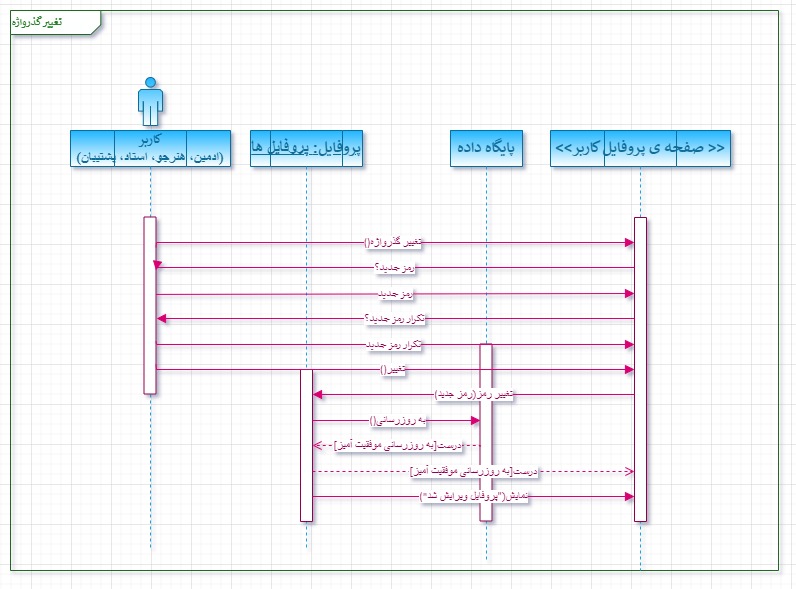 تغییر گذرواژه
کاربر
(ادمین، هنرجو، استاد، پشتیبان)
پروفایل: پروفایل ها
پایگاه داده
<< صفحه ی پروفایل کاربر>>
تغییر گذرواژه()
رمز جدید؟
رمز جدید
تکرار رمز جدید؟
تکرار رمز جدید
تغییر()
تغییر رمز(رمز جدید)
به روزرسانی()
درست[به روزرسانی موفقیت آمیز]
درست[به روزرسانی موفقیت آمیز]
نمایش("پروفایل ویرایش شد")